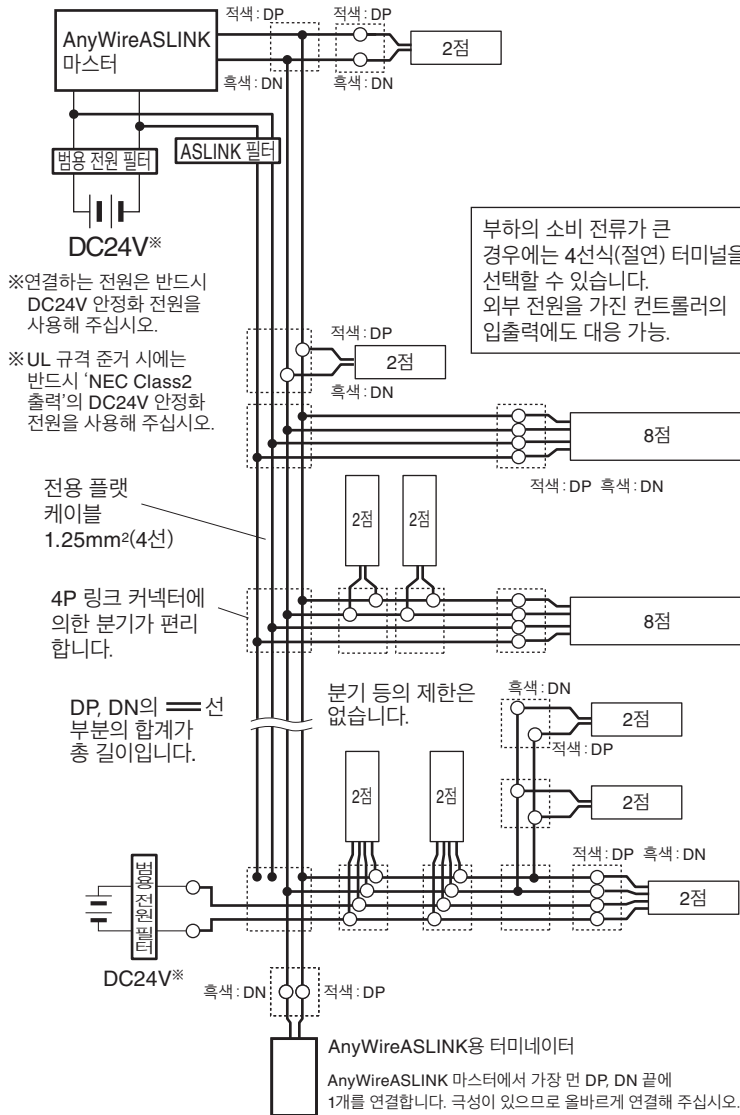 적색: DP
적색: DP
AnyWireASLINK
마스터
2점
흑색: DN
흑색: DN
범용 전원 필터
ASLINK 필터
DC24V※
※연결하는 전원은 반드시
DC24V 안정화 전원을
사용해 주십시오.
※UL 규격 준거 시에는
반드시 ‘NEC Class2
출력’의 DC24V 안정화
전원을 사용해 주십시오.
부하의 소비 전류가 큰
경우에는 4선식(절연) 터미널을
선택할 수 있습니다.
외부 전원을 가진 컨트롤러의
입출력에도 대응 가능.
적색: DP
2점
흑색: DN
8점
적색: DP 흑색: DN
전용 플랫
케이블
1.25mm²(4선)
2점
2점
4P 링크 커넥터에
의한 분기가 편리
합니다.
8점
DP, DN의 선
부분의 합계가
총 길이입니다.
분기 등의 제한은
없습니다.
흑색: DN
2점
적색: DP
2점
2점
2점
적색: DP 흑색: DN
2점
범용 전원 필터
DC24V※
흑색: DN
적색: DP
AnyWireASLINK용 터미네이터
AnyWireASLINK 마스터에서 가장 먼 DP, DN 끝에
1개를 연결합니다. 극성이 있으므로 올바르게 연결해 주십시오.